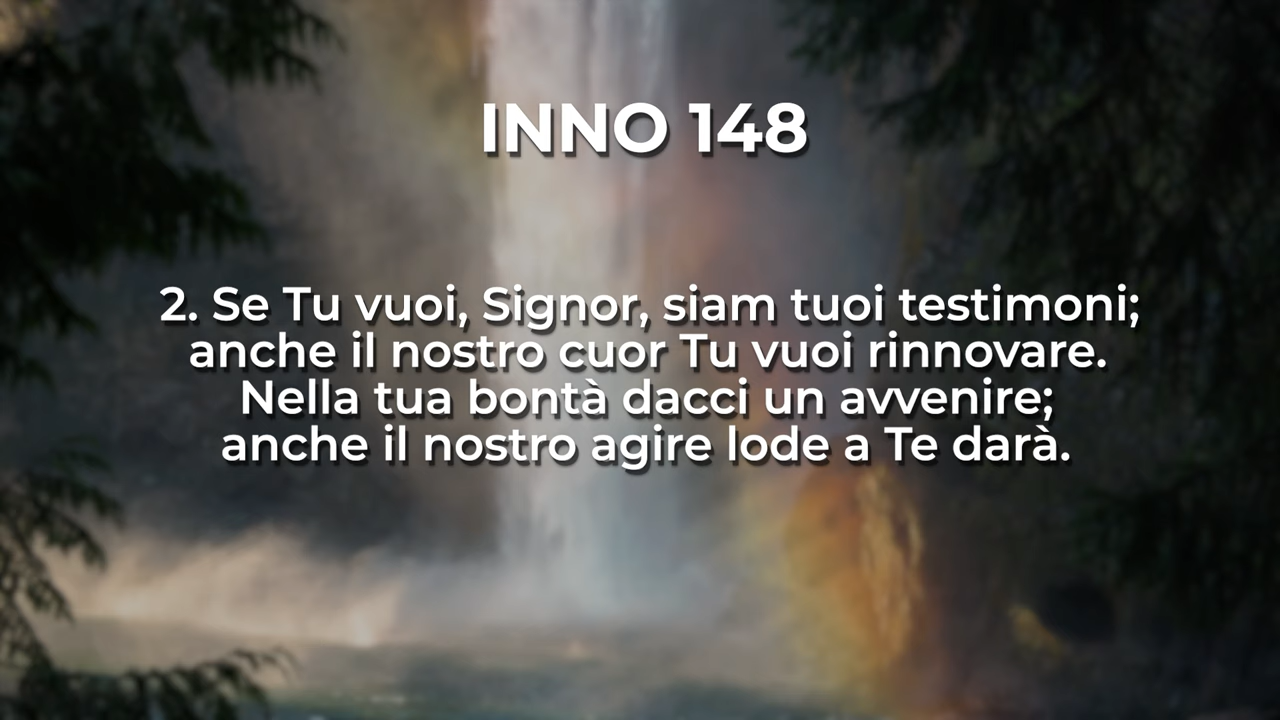 INNO 148
2. Se Tu vuoi, Signor, siam tuoi testimoni;
anche il nostro cuor Tu vuoi rinnovare.
Nella tua bontà dacci un avvenire;
anche il nostro agire lode a Te darà.